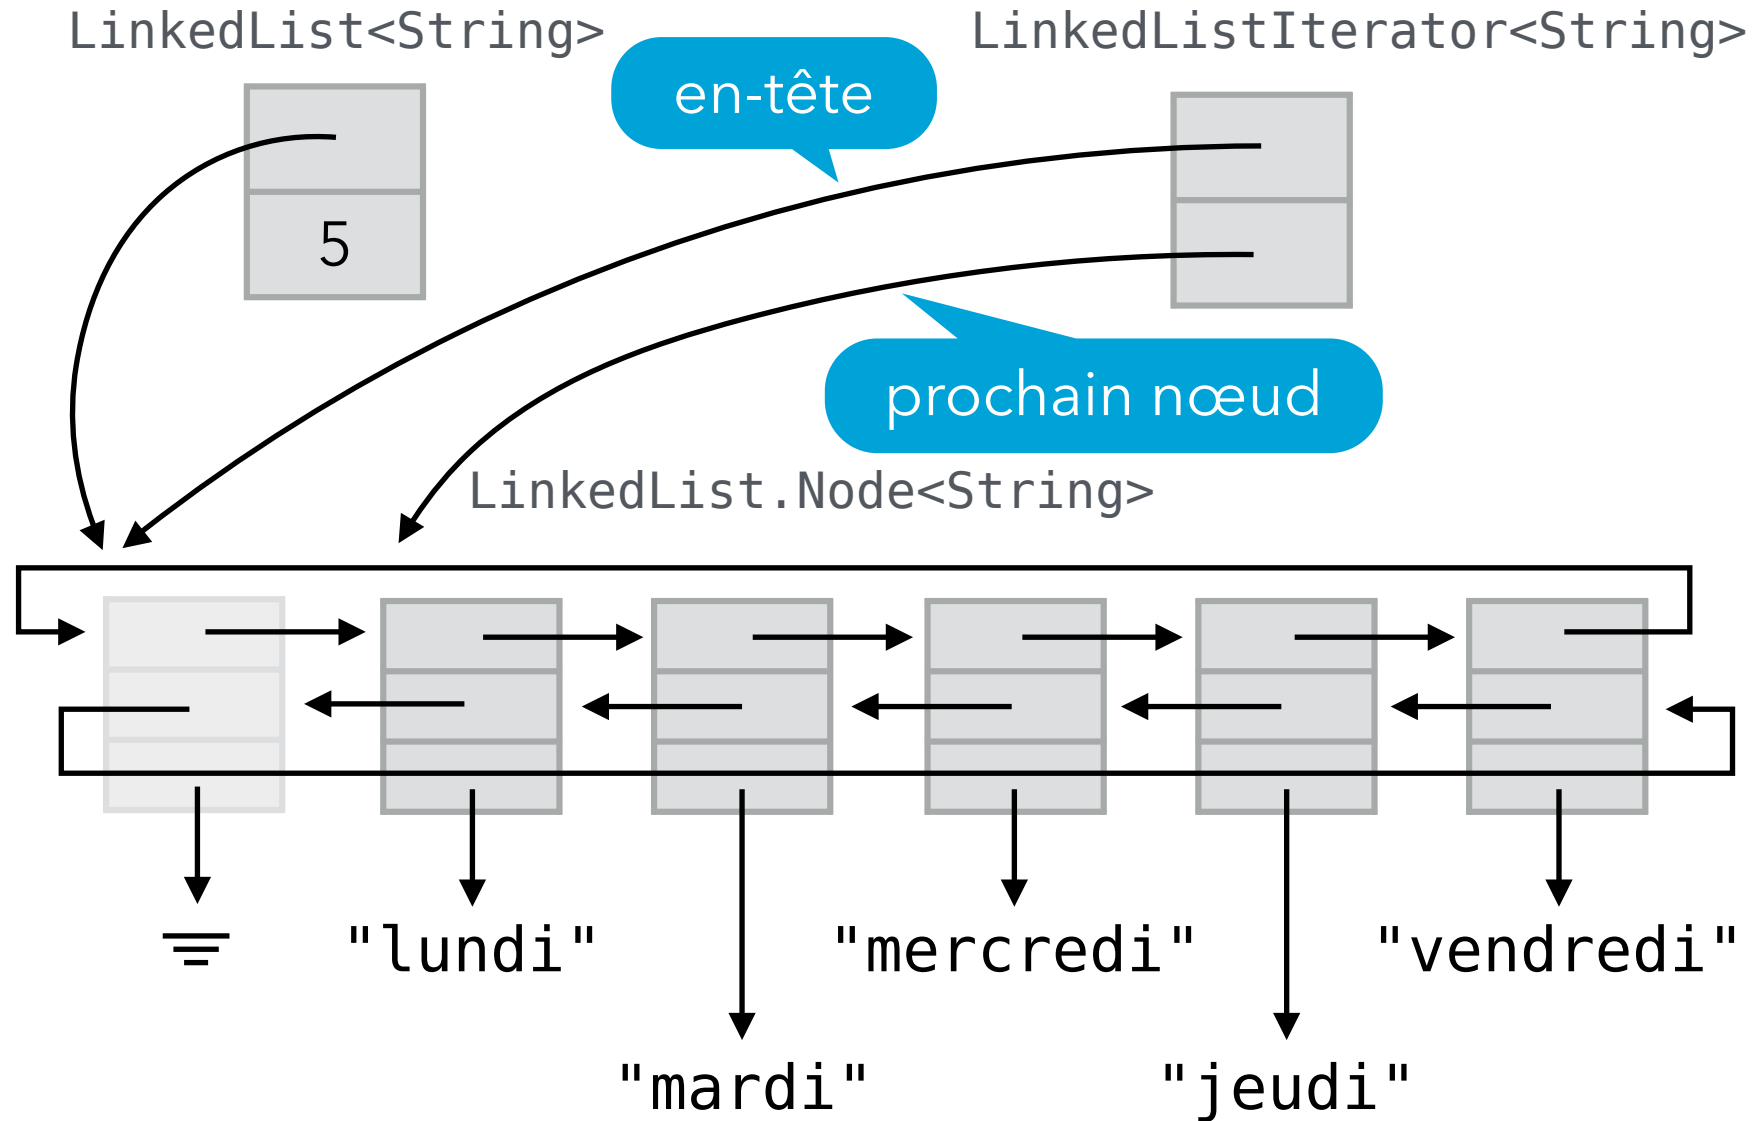 LinkedList<String>
LinkedListIterator<String>
en-tête
5
prochain nœud
LinkedList.Node<String>
"lundi"
"mercredi"
"vendredi"
"mardi"
"jeudi"